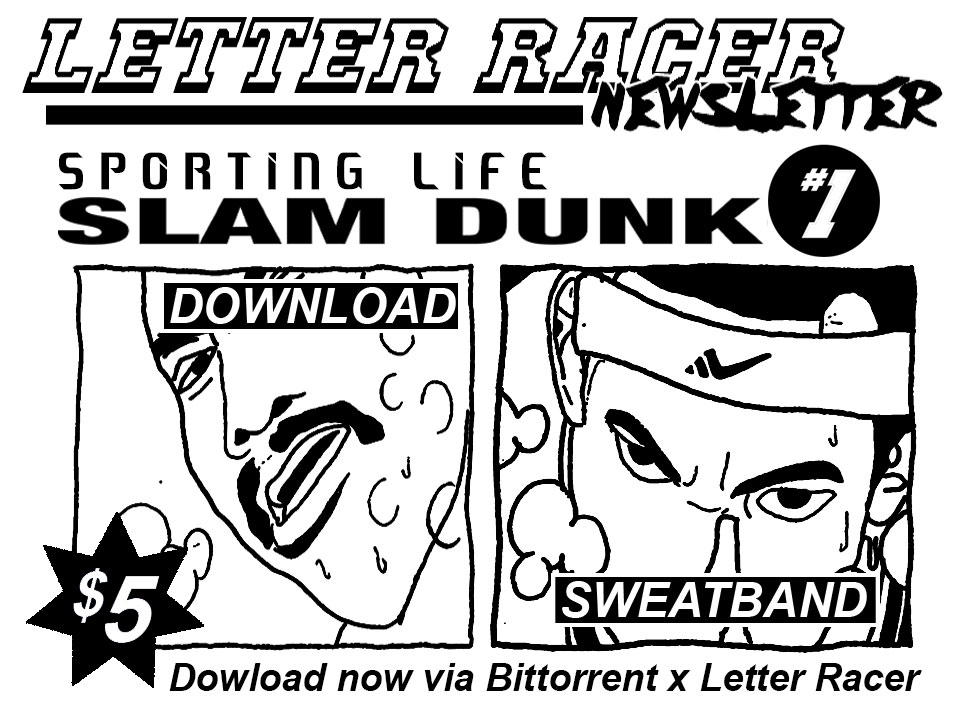 LETTER RACER
NEWSLETTER
SPORTING LIFE
SLAM DUNK #1
DOWNLOAD
SWEATBAND
$5
Dowload now via Bittorrent x Letter Racer